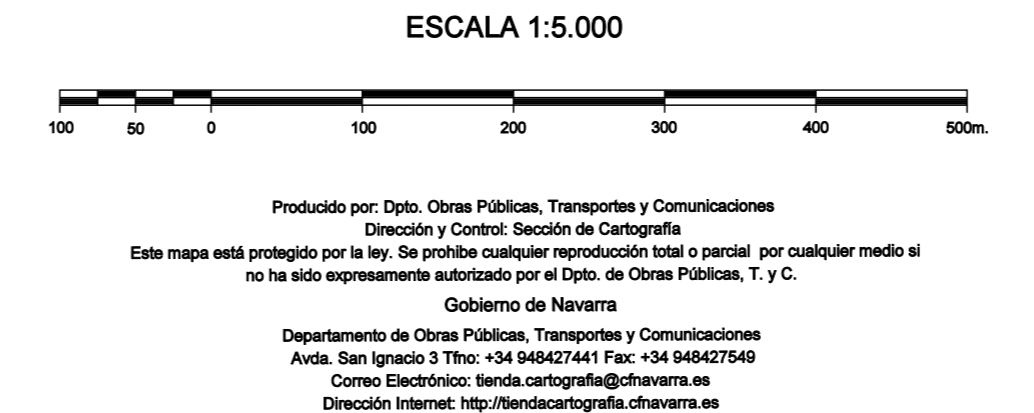 ESCALA 1:5.000
100 50 0 100 200 300 400 500m.
Producido por: Dpto. Obras Públicas, Transportes y Comunicaciones
Dirección y Control: Sección de Cartografía
Este mapa está protegido por la ley. Se prohibe cualquier reproducción total o parcial por cualquier medio si
no ha sido expresamente autorizado por el Dpto. de Obras Públicas, T. y C.
Gobierno de Navarra
Departamento de Obras Públicas, Transportes y Comunicaciones
Avda. San Ignacio 3 Tfno: +34 948427441 Fax: +34 948427549
Correo Electrónico: tienda.cartografia@cfnavarra.es
Dirección Internet: http://tiendacartografia.cfnavarra.es